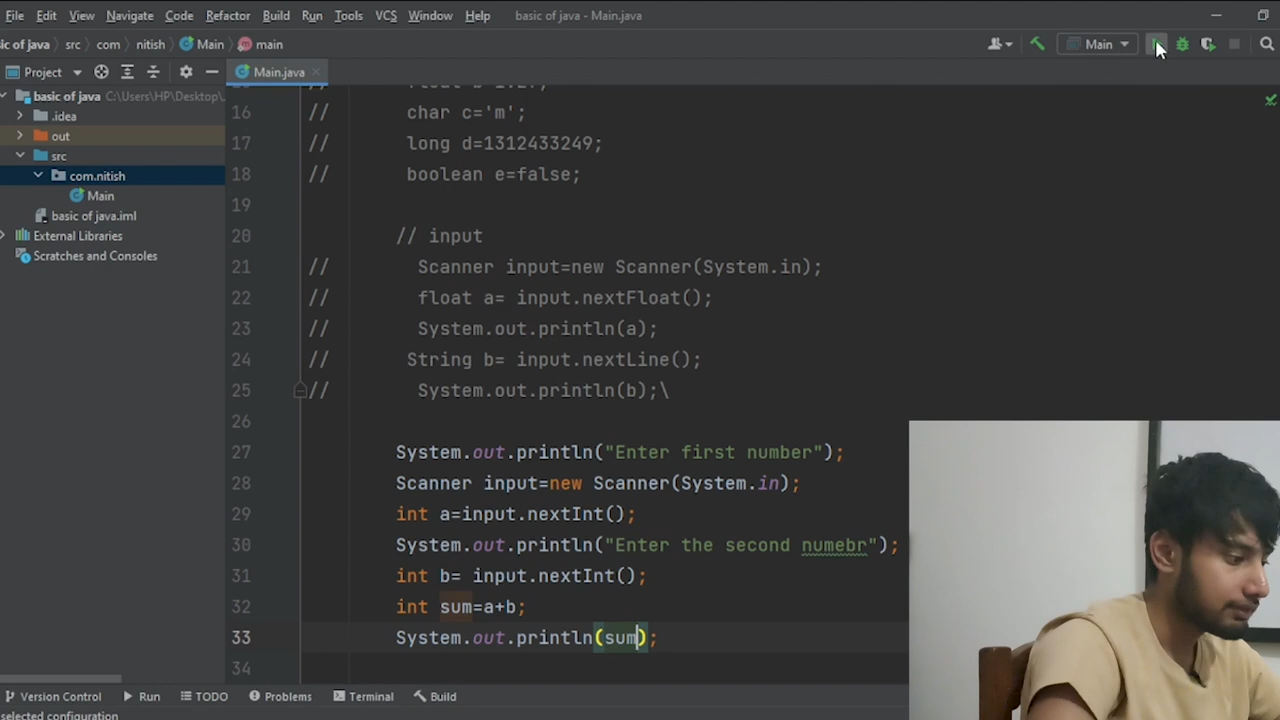 File Edit View Navigate Code Refactor Build Run Tools VCS Window Help basic of java - Main.java
ic of java src com nitish Main main Main
Project Main.java
basic of java C:\Users\HP\Desktop\
.idea
out
src
com.nitish
Main
basic of java.iml
External Libraries
Scratches and Consoles
16 // char c='m';
17 // long d=1312433249;
18 // boolean e=false;
19
20 // input
21 // Scanner input=new Scanner(System.in);
22 // float a= input.nextFloat();
23 // System.out.println(a);
24 // String b= input.nextLine();
25 // System.out.println(b);\
26
27 System.out.println("Enter first number");
28 Scanner input=new Scanner(System.in);
29 int a=input.nextInt();
30 System.out.println("Enter the second numebr");
31 int b= input.nextInt();
32 int sum=a+b;
33 System.out.println(sum);
34
Version Control Run TODO Problems Terminal Build
selected configuration